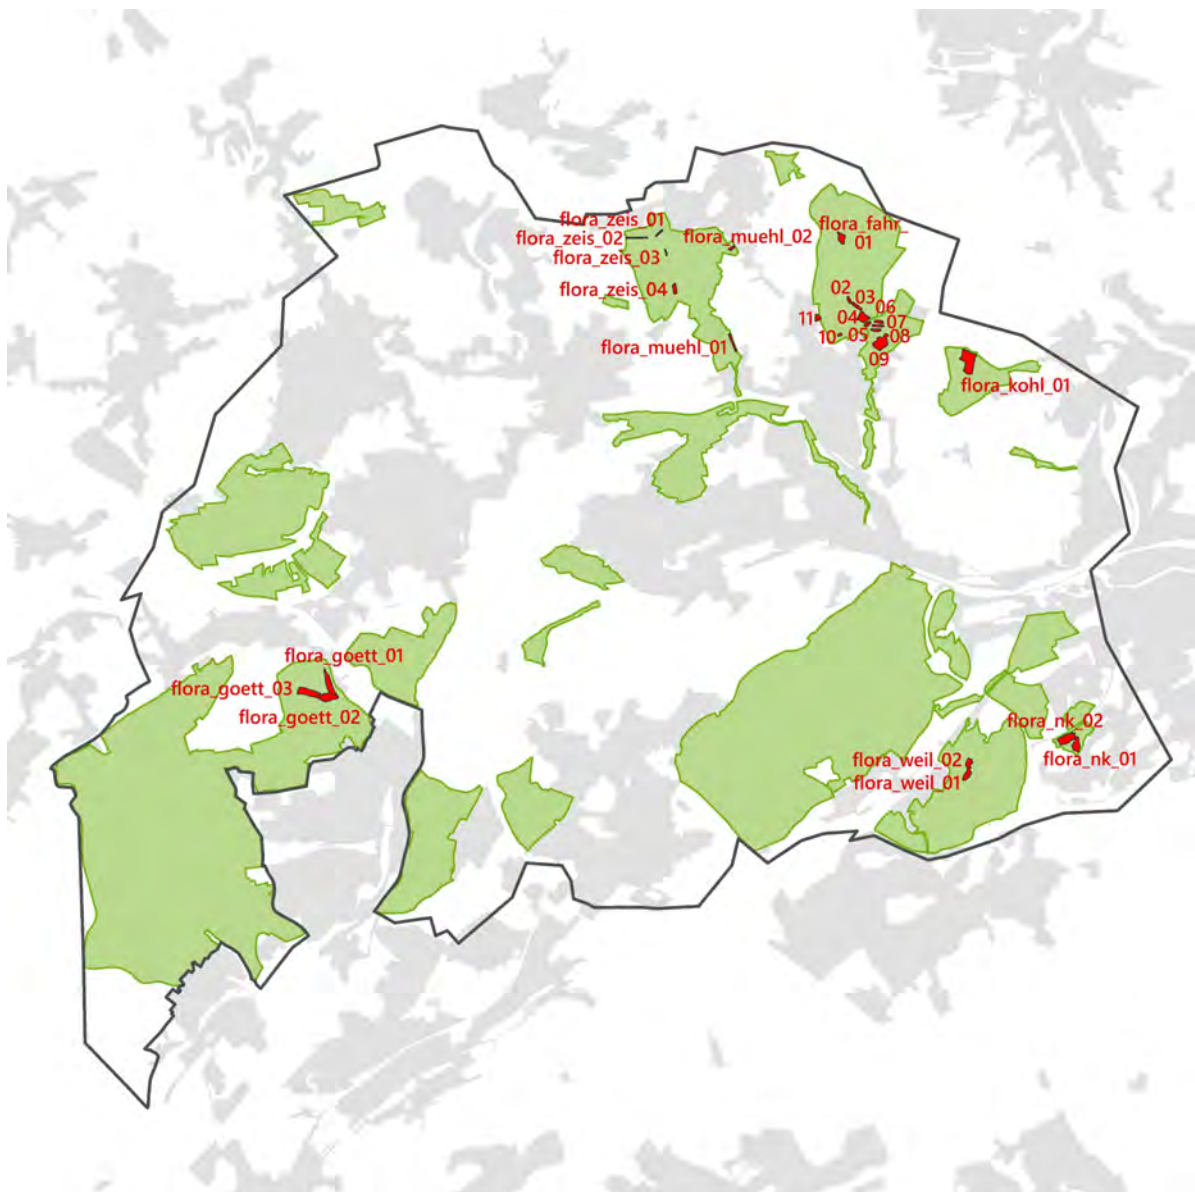 flora_zeis_01
flora_zeis_02
flora_zeis_03
flora_zeis_04
flora_muehl_02
flora_muehl_01
flora_fahr_
01
02
03
06
04
07
11
10
05
08
09
flora_kohl_01
flora_goett_01
flora_goett_03
flora_goett_02
flora_nk_02
flora_nk_01
flora_weil_02
flora_weil_01